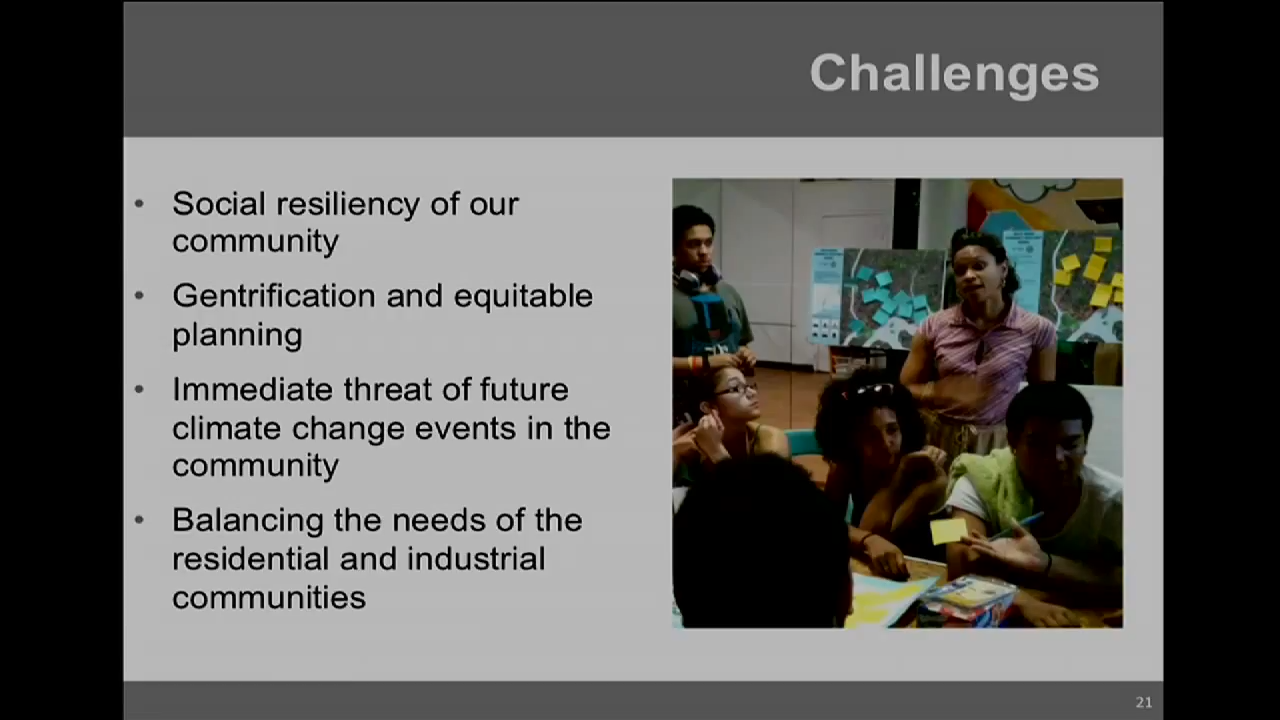 Challenges
• Social resiliency of our
community
• Gentrification and equitable
planning
• Immediate threat of future
climate change events in the
community
• Balancing the needs of the
residential and industrial
communities
21